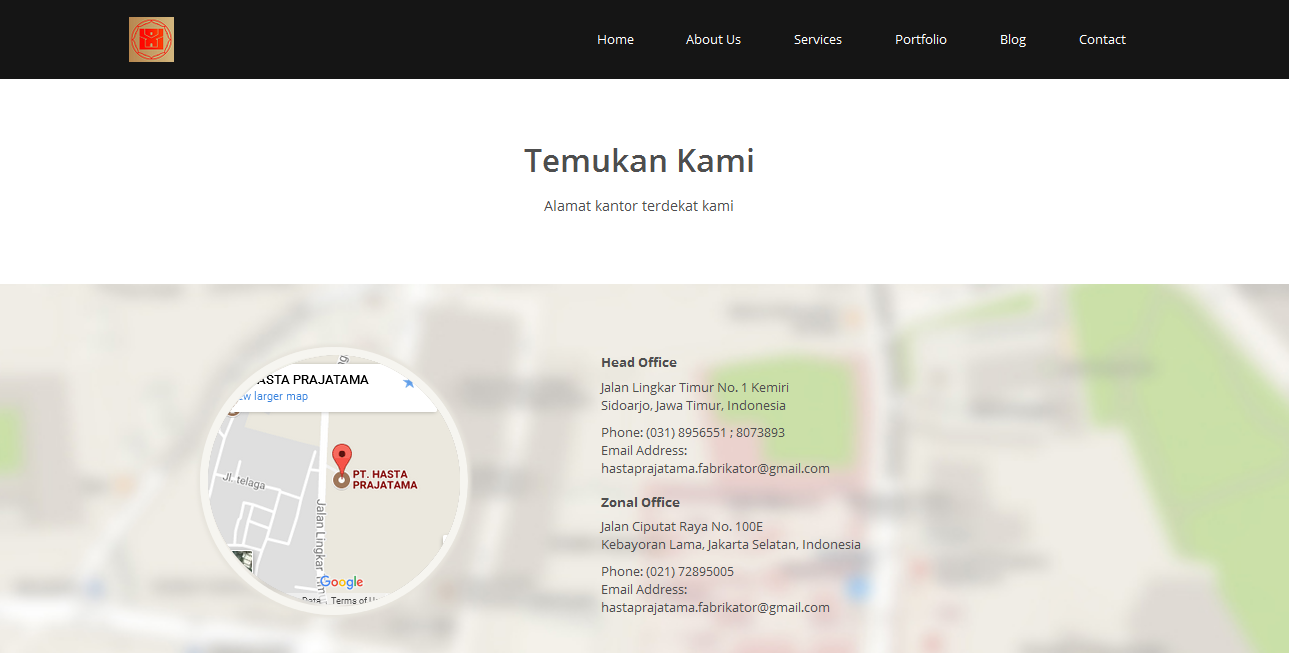 Home
About Us
Services
Portfolio
Blog
Contact
Temukan Kami
Alamat kantor terdekat kami
ASTA PRAJATAMA
larger map
PT. HASTA
PRAJATAMA
Jl. telaga
Jalan Lingkar
Google
Data
Terms of
Head Office
Jalan Lingkar Timur No. 1 Kemiri
Sidoarjo, Jawa Timur, Indonesia
Phone: (031) 8956551 ; 8073893
Email Address:
hastaprajatama.fabrikator@gmail.com
Zonal Office
Jalan Ciputat Raya No. 100E
Kebayoran Lama, Jakarta Selatan, Indonesia
Phone: (021) 72895005
Email Address:
hastaprajatama.fabrikator@gmail.com